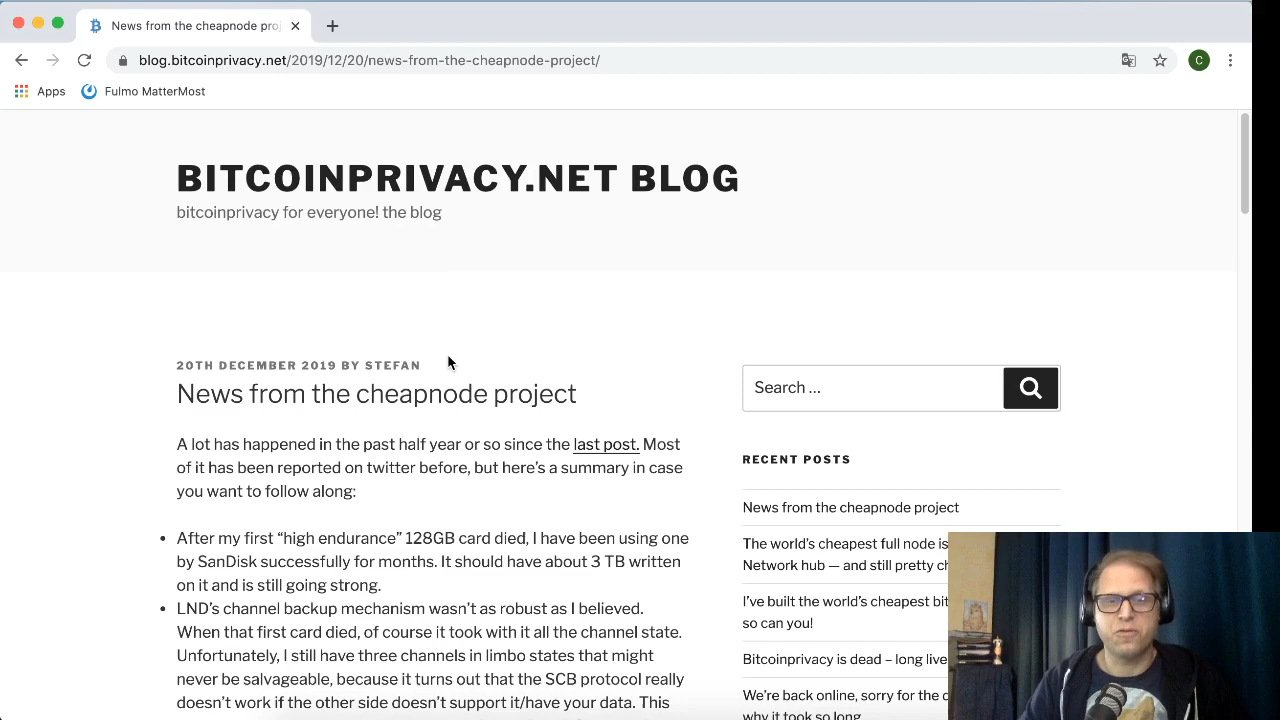 News from the cheapnode pro
blog.bitcoinprivacy.net/2019/12/20/news-from-the-cheapnode-project/
C
Apps
Fulmo MatterMost
BITCOINPRIVACY.NET BLOG
bitcoinprivacy for everyone! the blog
20TH DECEMBER 2019 BY STEFAN
News from the cheapnode project
A lot has happened in the past half year or so since the last post. Most
of it has been reported on twitter before, but here's a summary in case
you want to follow along:
• After my first “high endurance” 128GB card died, I have been using one
by SanDisk successfully for months. It should have about 3 TB written
on it and is still going strong.
• LND's channel backup mechanism wasn't as robust as I believed.
When that first card died, of course it took with it all the channel state.
Unfortunately, I still have three channels in limbo states that might
never be salvageable, because it turns out that the SCB protocol really
doesn't work if the other side doesn't support it/have your data. This
Search …
RECENT POSTS
News from the cheapnode project
The world's cheapest full node is
Network hub — and still pretty ch
I've built the world's cheapest bit
so can you!
Bitcoinprivacy is dead – long live
We're back online, sorry for the d
why it took so long